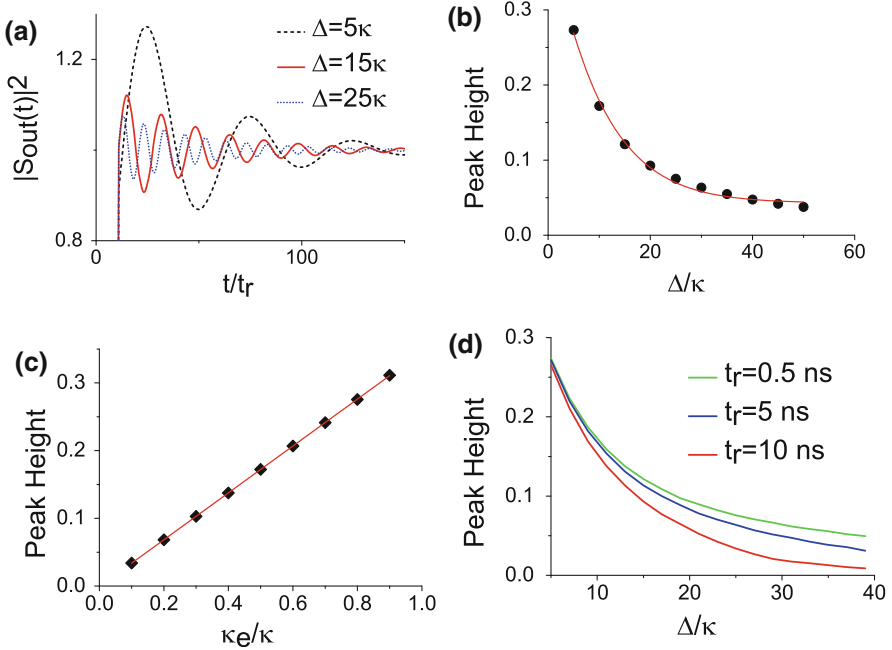 (a)
|Sout(t)|²
1.2
0.8
0
100
t/tr
Δ=5κ
Δ=15κ
Δ=25κ
(b)
Peak Height
0.3
0.2
0.1
0.0
0
20
40
60
Δ/κ
(c)
Peak Height
0.3
0.2
0.1
0.0
0.0
0.2
0.4
0.6
0.8
1.0
κe/κ
(d)
Peak Height
0.3
0.2
0.1
0.0
10
20
30
40
Δ/κ
tr=0.5 ns
tr=5 ns
tr=10 ns